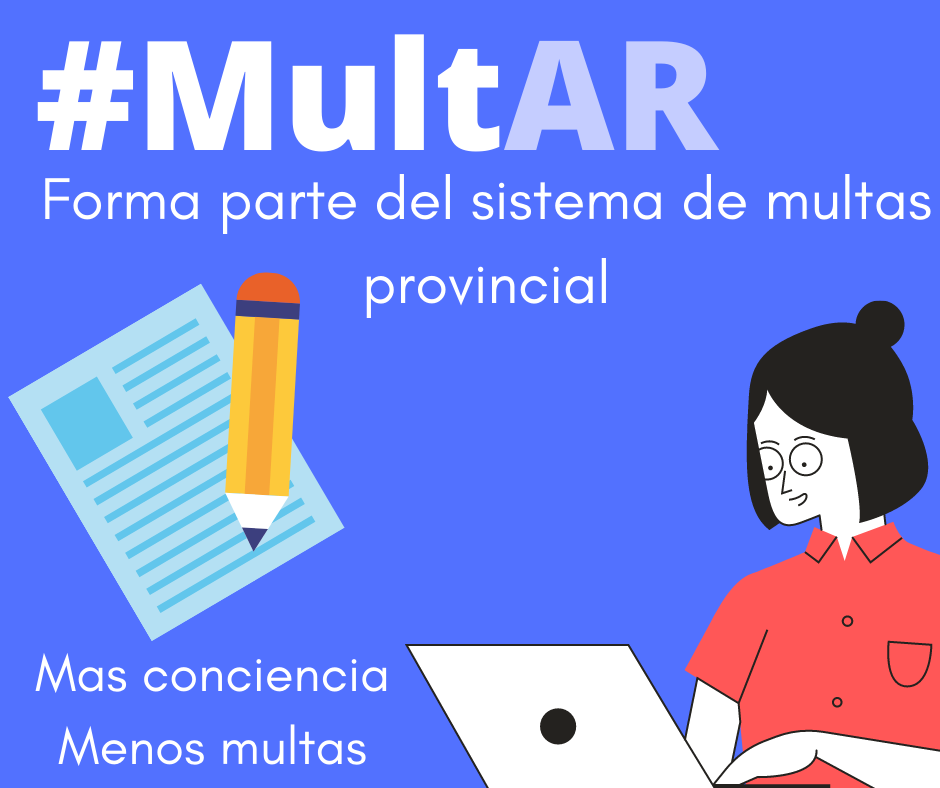 #MultAR
Forma parte del sistema de multas
provincial
Mas conciencia
Menos multas